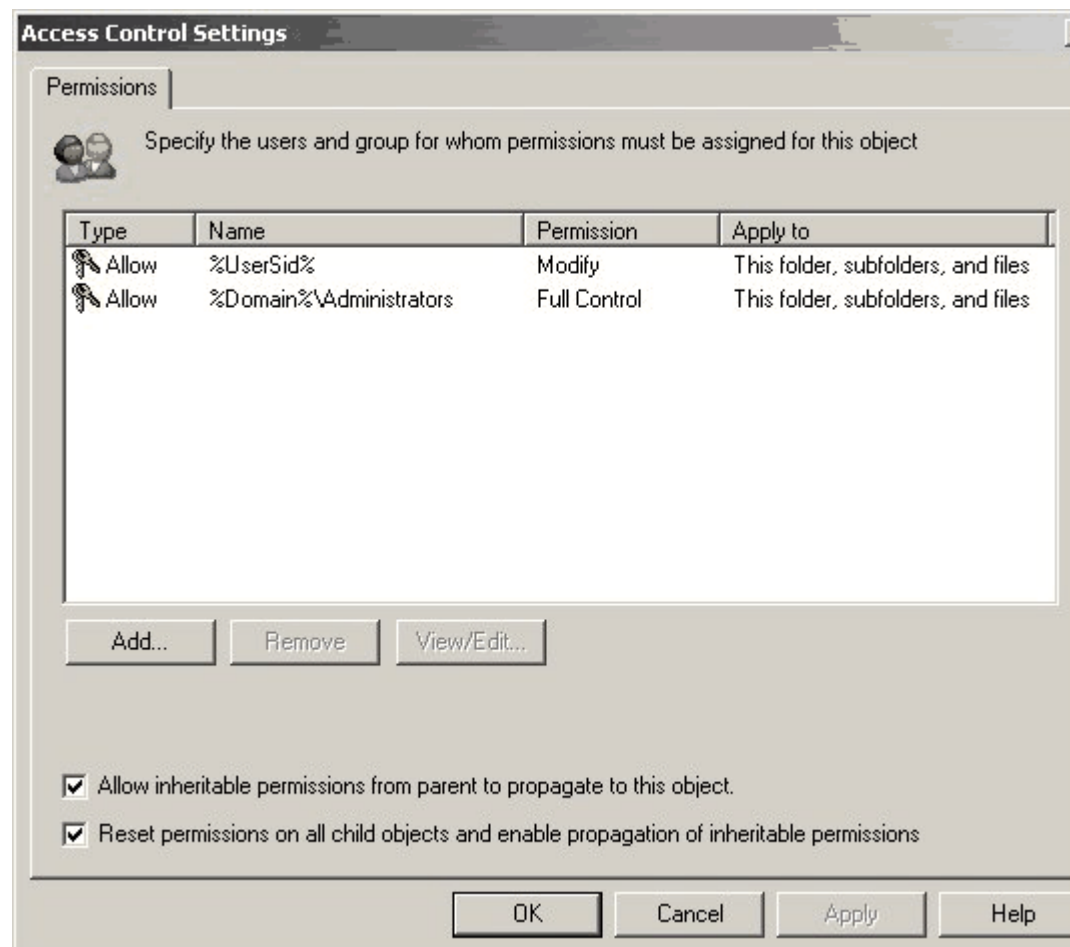 Access Control Settings
Permissions
Specify the users and group for whom permissions must be assigned for this object
Type Name Permission Apply to
Allow %UserSid% Modify This folder, subfolders, and files
Allow %Domain%\Administrators Full Control This folder, subfolders, and files
Add... Remove View/Edit...
Allow inheritable permissions from parent to propagate to this object.
Reset permissions on all child objects and enable propagation of inheritable permissions
OK Cancel Apply Help